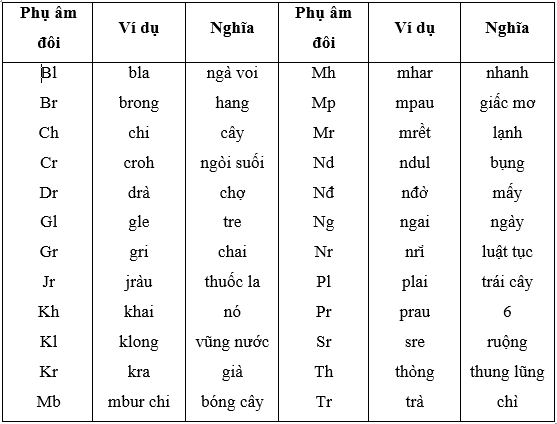 Phụ âm đôi Ví dụ Nghĩa Phụ âm đôi Ví dụ Nghĩa
Bl bla ngà voi Mh mhar nhanh
Br brong hang Mp mpau giấc mơ
Ch chi cây Mr mrềt lạnh
Cr croh ngòi suối Nd ndul bụng
Dr drà chợ Nđ nđờ mấy
Gl gle tre Ng ngai ngày
Gr gri chai Nr nrĭ luật tục
Jr jràu thuốc la Pl plai trái cây
Kh khai nó Pr prau 6
Kl klong vũng nước Sr sre ruộng
Kr kra già Th thòng thung lũng
Mb mbur chi bóng cây Tr trà chì